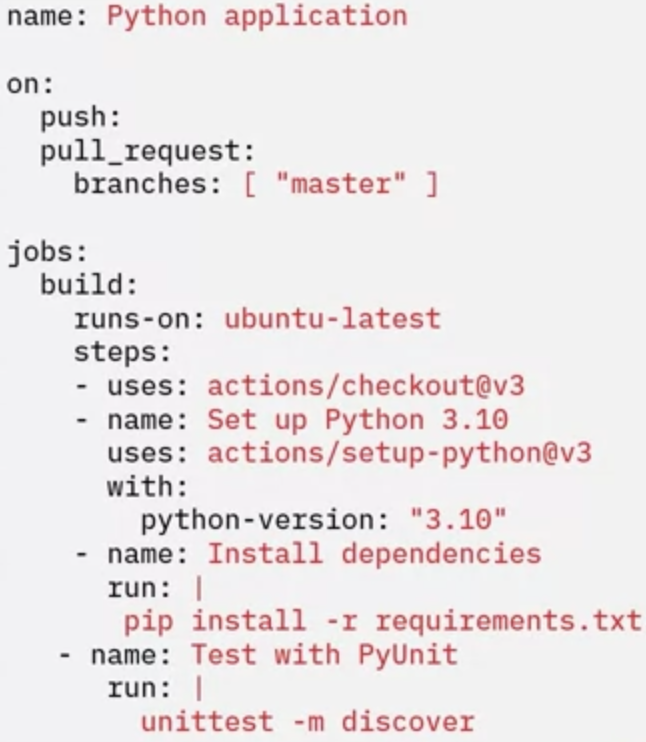 name: Python application

on:
  push:
  pull_request:
    branches: [ "master" ]

jobs:
  build:
    runs-on: ubuntu-latest
    steps:
    - uses: actions/checkout@v3
    - name: Set up Python 3.10
      uses: actions/setup-python@v3
      with:
        python-version: "3.10"
    - name: Install dependencies
      run: |
       pip install -r requirements.txt
   - name: Test with PyUnit
      run: |
        unittest -m discover